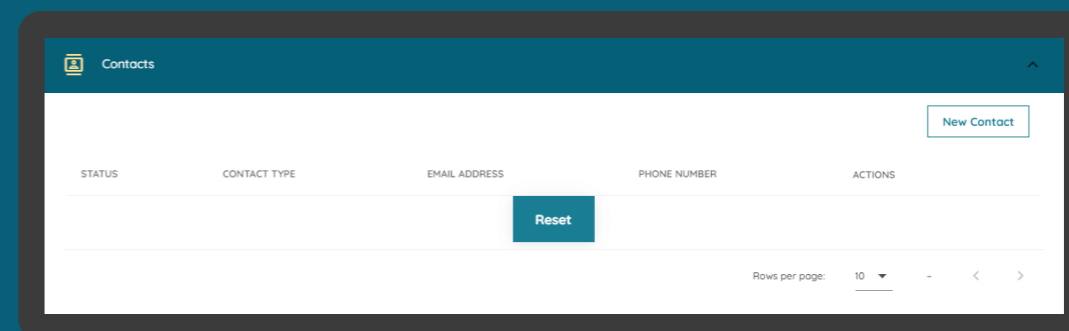 Contacts
New Contact
STATUS CONTACT TYPE EMAIL ADDRESS PHONE NUMBER ACTIONS
Reset
Rows per page: 10 -